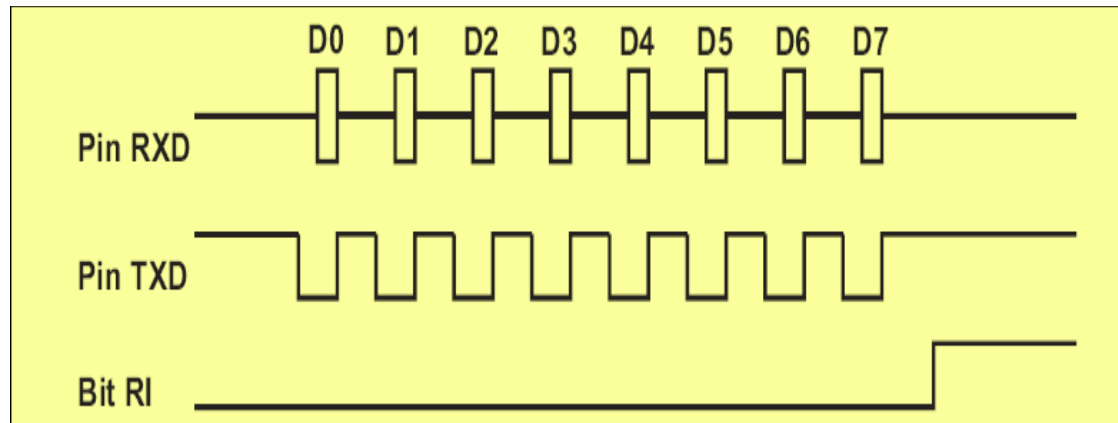 D0 D1 D2 D3 D4 D5 D6 D7
Pin RXD
Pin TXD
Bit RI